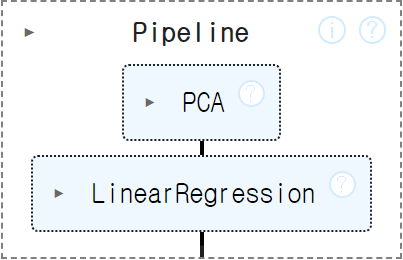 ▸ Pipeline i ?
▸ PCA ?
▸ LinearRegression ?